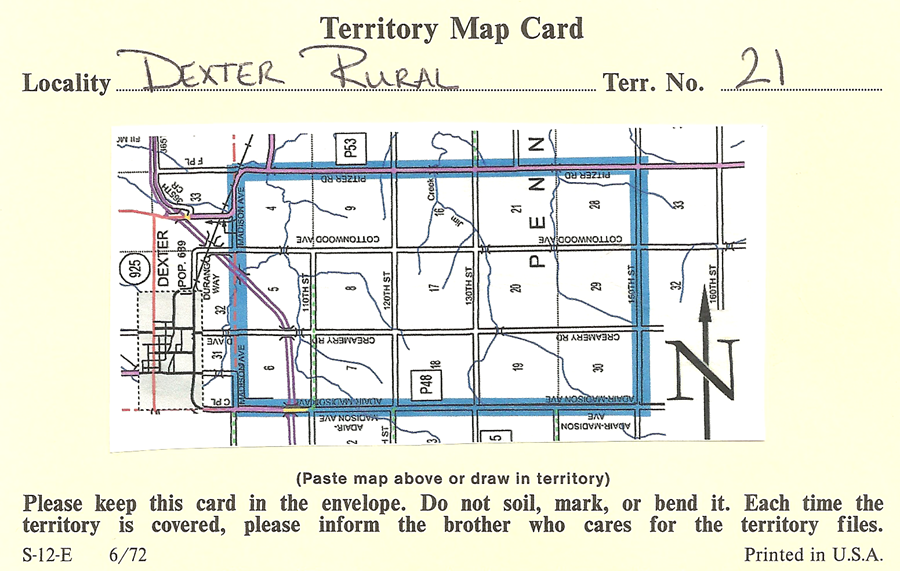 Territory Map Card
Locality DEXTER RURAL Terr. No. 21
P53
F PL
365TH
CR
33
PITZER RD
PITZER RD
MADISON AVE
4
9
16
Creek
Jim
21
PENN
28
33
COTTONWOOD AVE
COTTONWOOD AVE
DEXTER
POP. 689
925
DURANGO
WAY
32
5
110TH ST
8
120TH ST
17
130TH ST
20
29
150TH ST
32
160TH ST
D AVE
31
CREAMERY RD
CREAMERY RD
MADISON AVE
6
7
18
P48
19
30
C PL
ADAIR-MADISON AVE
ADAIR-MADISON
ADAIR-
MADISON AVE
ADAIR-MADISON
AVE
N
(Paste map above or draw in territory)
Please keep this card in the envelope. Do not soil, mark, or bend it. Each time the
territory is covered, please inform the brother who cares for the territory files.
S-12-E 6/72 Printed in U.S.A.